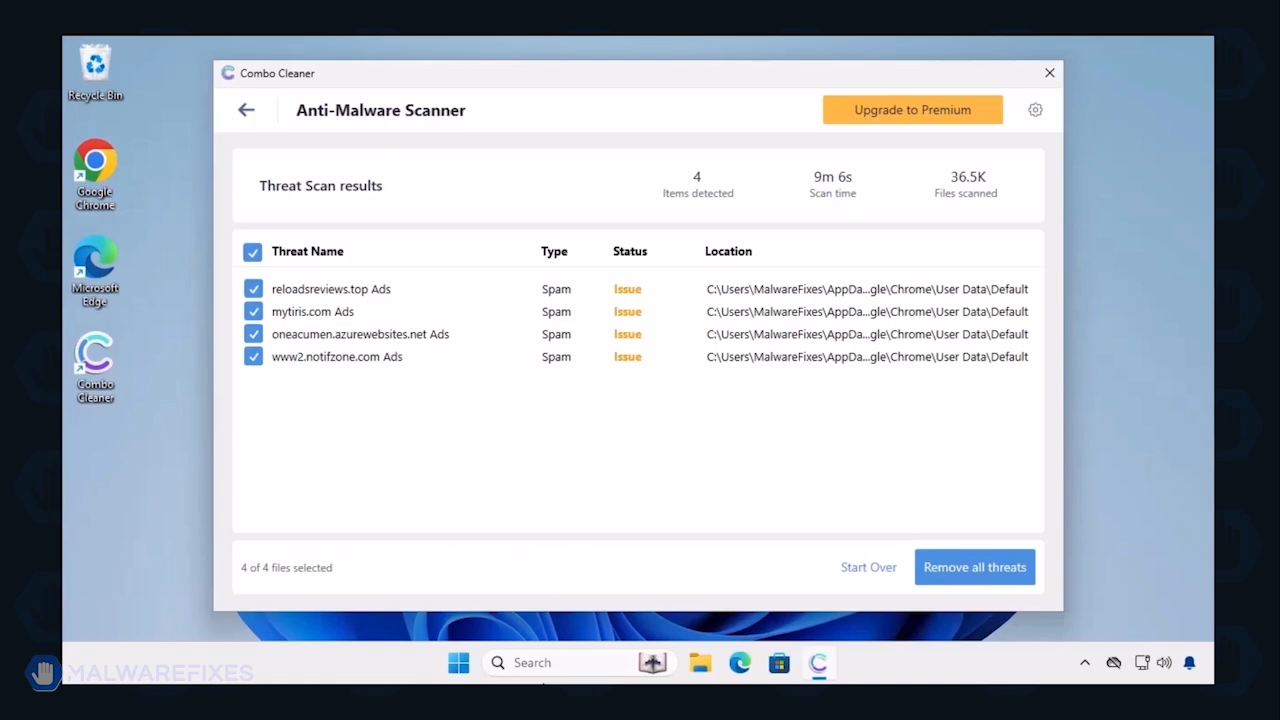 Recycle Bin
Google
Chrome
Microsoft
Edge
Combo
Cleaner
Combo Cleaner
Anti-Malware Scanner
Upgrade to Premium
Threat Scan results
4
Items detected
9m 6s
Scan time
36.5K
Files scanned
Threat Name Type Status Location
reloadsreviews.top Ads Spam Issue C:\Users\MalwareFixes\AppDa...gle\Chrome\User Data\Default
mytiris.com Ads Spam Issue C:\Users\MalwareFixes\AppDa...gle\Chrome\User Data\Default
oneacumen.azurewebsites.net Ads Spam Issue C:\Users\MalwareFixes\AppDa...gle\Chrome\User Data\Default
www2.notifzone.com Ads Spam Issue C:\Users\MalwareFixes\AppDa...gle\Chrome\User Data\Default
4 of 4 files selected
Start Over
Remove all threats
Search
MALWAREFIXES